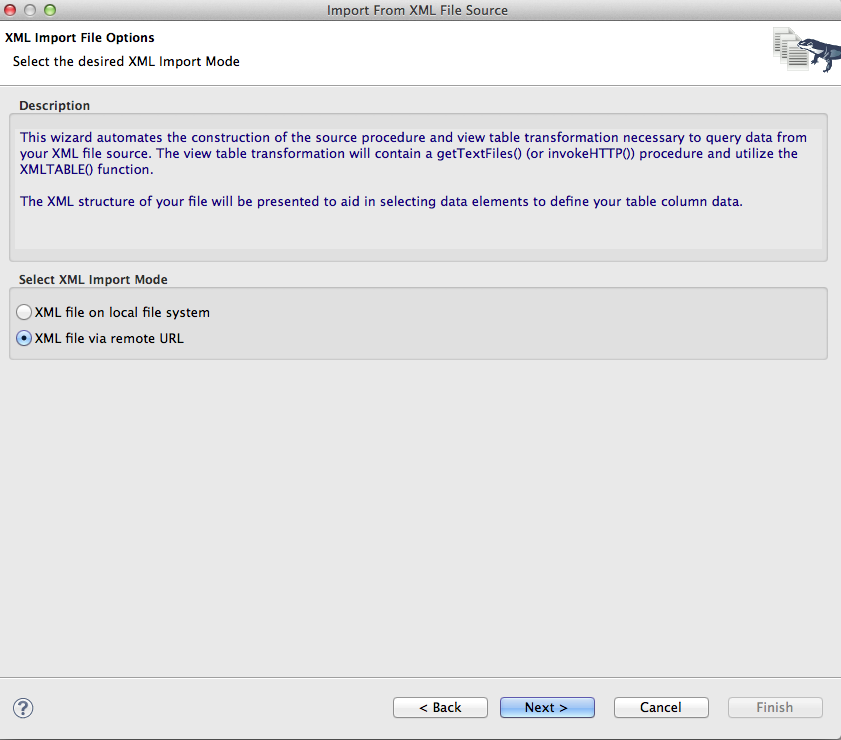 Import From XML File Source
XML Import File Options
Select the desired XML Import Mode
Description
This wizard automates the construction of the source procedure and view table transformation necessary to query data from
your XML file source. The view table transformation will contain a getTextFiles() (or invokeHTTP()) procedure and utilize the
XMLTABLE() function.
The XML structure of your file will be presented to aid in selecting data elements to define your table column data.
Select XML Import Mode
XML file on local file system
XML file via remote URL
?
< Back
Next >
Cancel
Finish